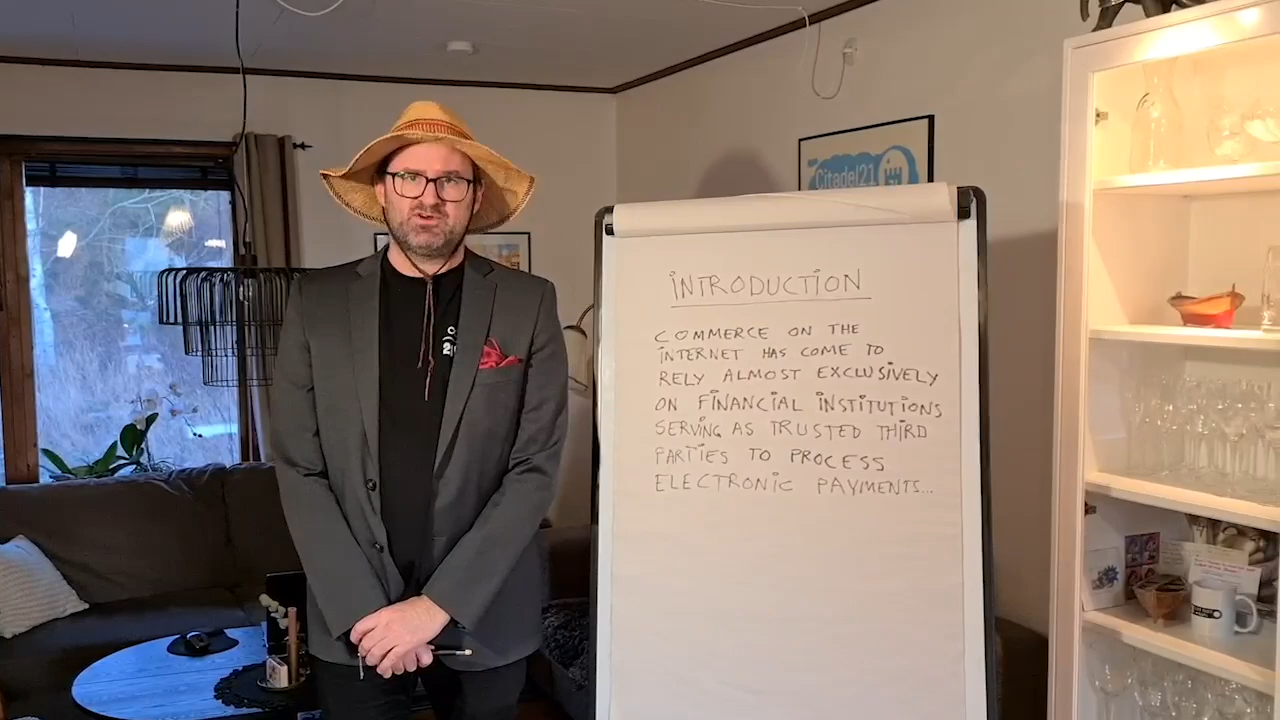 Citadel21
INTRODUCTION
COMMERCE ON THE
INTERNET HAS COME TO
RELY ALMOST EXCLUSIVELY
ON FINANCIAL INSTITUTIONS
SERVING AS TRUSTED THIRD
PARTIES TO PROCESS
ELECTRONIC PAYMENTS...